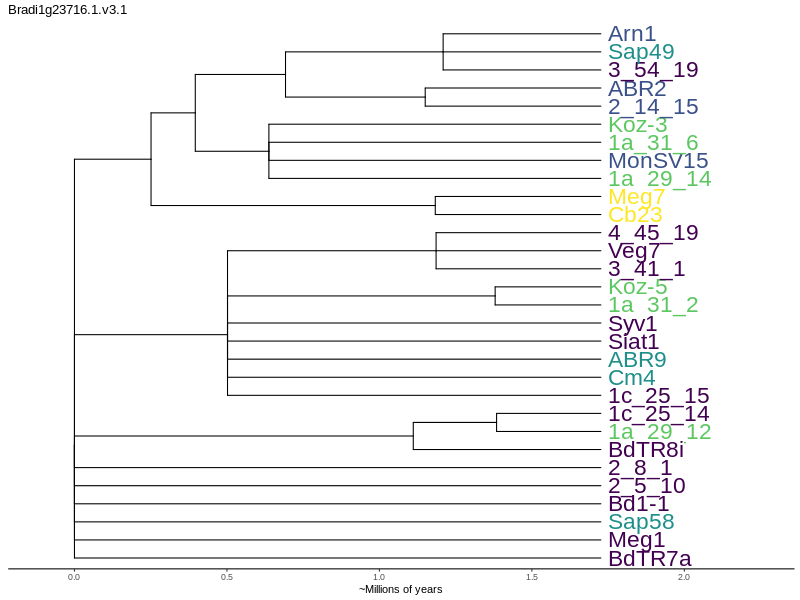 Bradi1g23716.1.v3.1
Arn1
Sap49
3_54_19
ABR2
2_14_15
Koz-3
1a_31_6
MonSV15
1a_29_14
Meg7
Cb23
4_45_19
Veg7
3_41_1
Koz-5
1a_31_2
Syv1
Siat1
ABR9
Cm4
1c_25_15
1c_25_14
1a_29_12
BdTR8i
2_8_1
2_5_10
Bd1-1
Sap58
Meg1
BdTR7a
0.0 0.5 1.0 1.5 2.0
~Millions of years